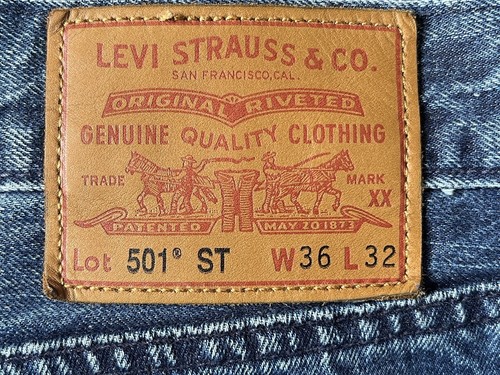 LEVI STRAUSS & CO.
SAN FRANCISCO, CAL.
ORIGINAL RIVETED
GENUINE QUALITY CLOTHING
TRADE MARK
XX
PATENTED MAY 20 1873
Lot 501® ST W36 L32